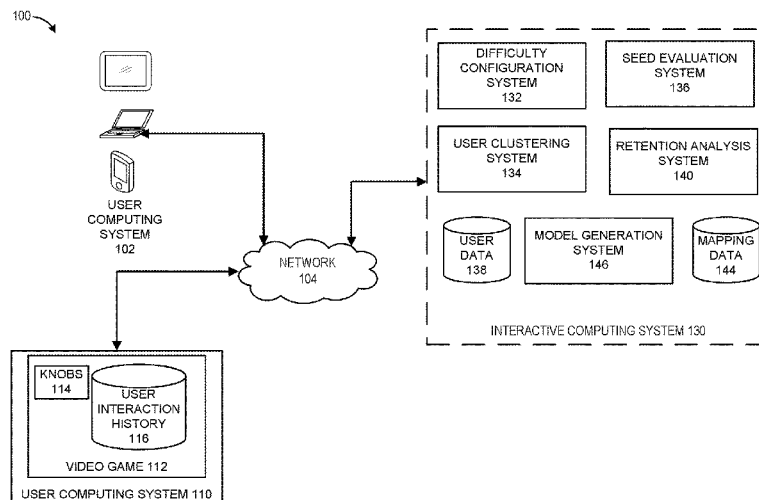 100
USER
COMPUTING
SYSTEM
102
NETWORK
104
DIFFICULTY
CONFIGURATION
SYSTEM
132
SEED EVALUATION
SYSTEM
136
USER CLUSTERING
SYSTEM
134
RETENTION ANALYSIS
SYSTEM
140
USER
DATA
138
MODEL GENERATION
SYSTEM
146
MAPPING
DATA
144
INTERACTIVE COMPUTING SYSTEM 130
KNOBS
114
USER
INTERACTION
HISTORY
116
VIDEO GAME 112
USER COMPUTING SYSTEM 110